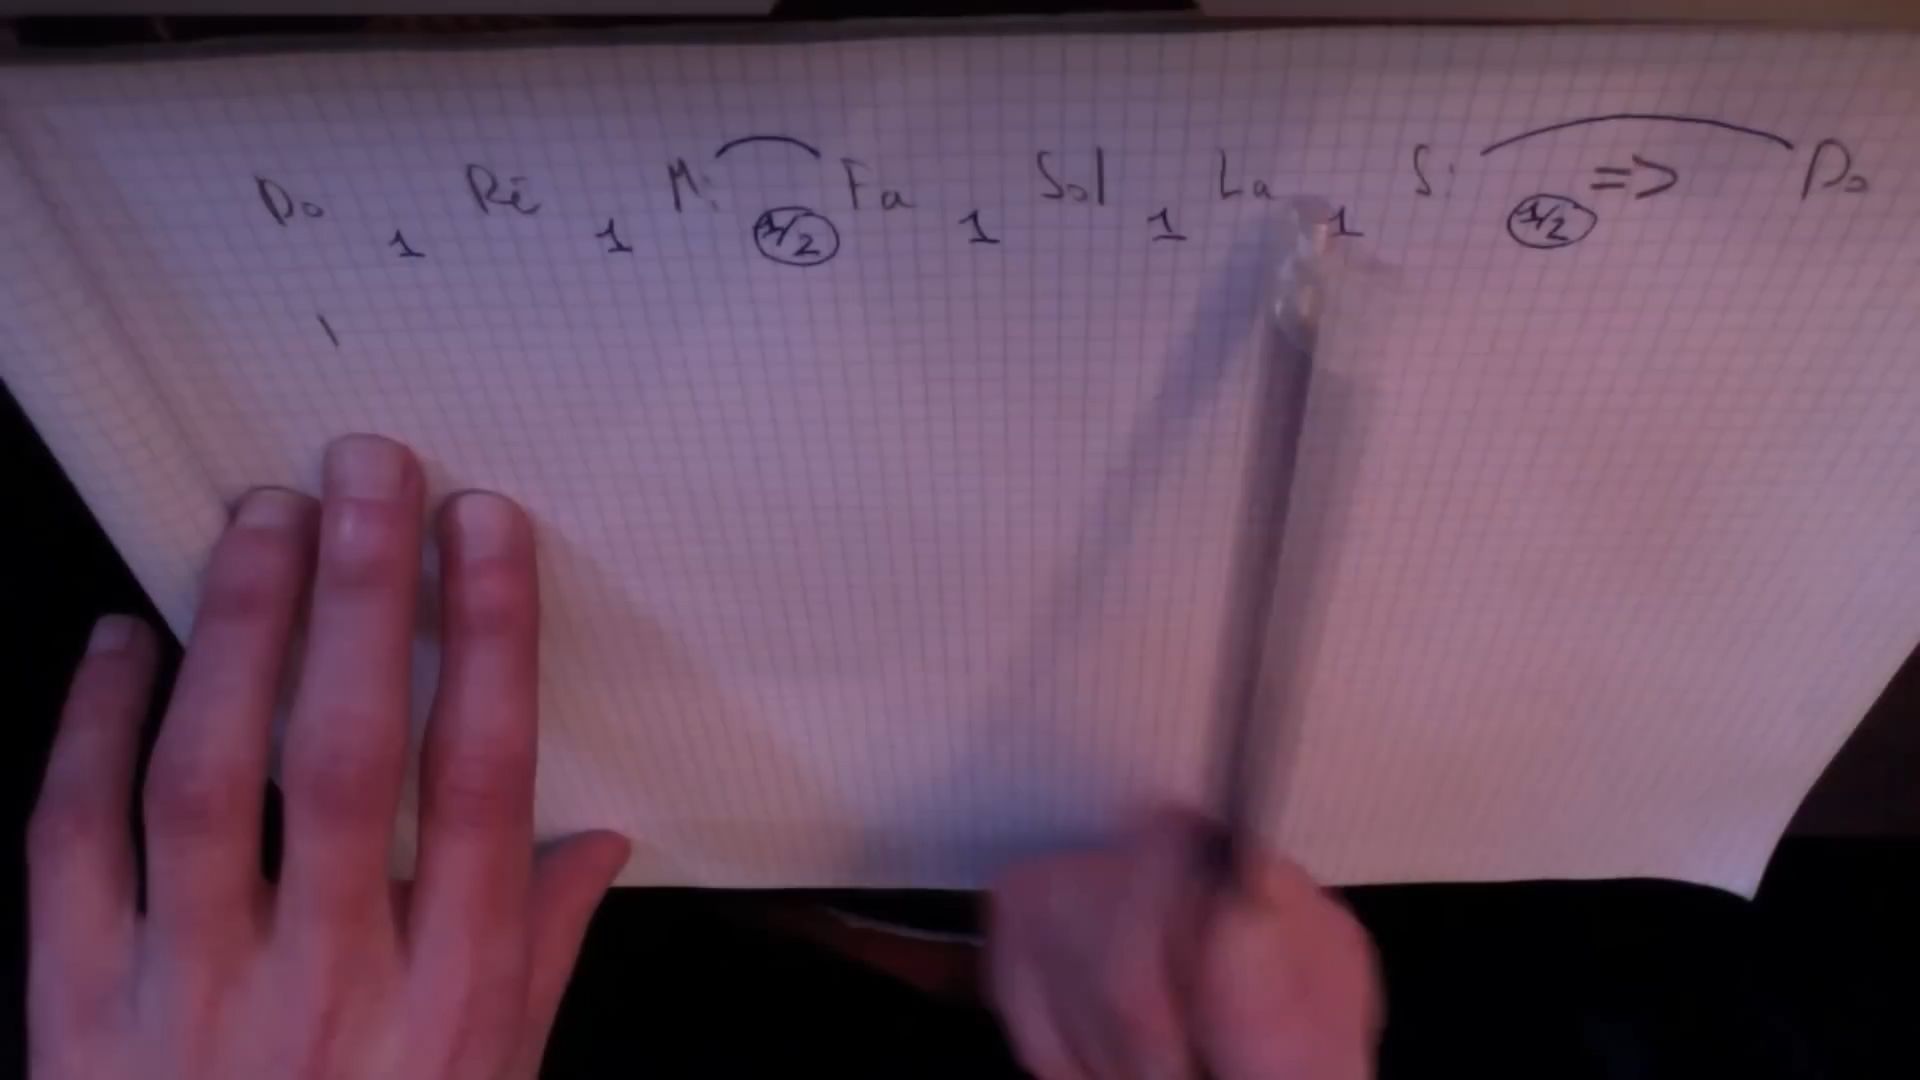 Do Ré Mi Fa Sol La Si => Do
1 1 1/2 1 1 1 1/2